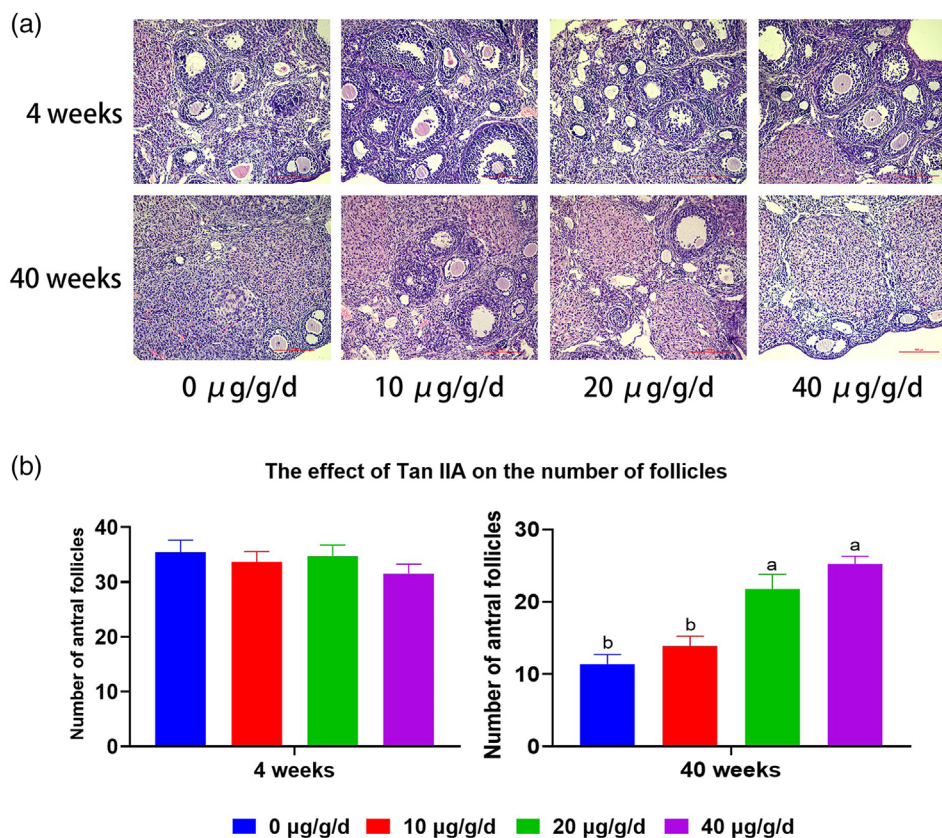 (a)
4 weeks
40 weeks
0 μg/g/d 10 μg/g/d 20 μg/g/d 40 μg/g/d
(b)
The effect of Tan IIA on the number of follicles
Number of antral follicles
40
30
20
10
0
4 weeks
Number of antral follicles
30
20
10
0
b b a a
40 weeks
0 μg/g/d 10 μg/g/d 20 μg/g/d 40 μg/g/d